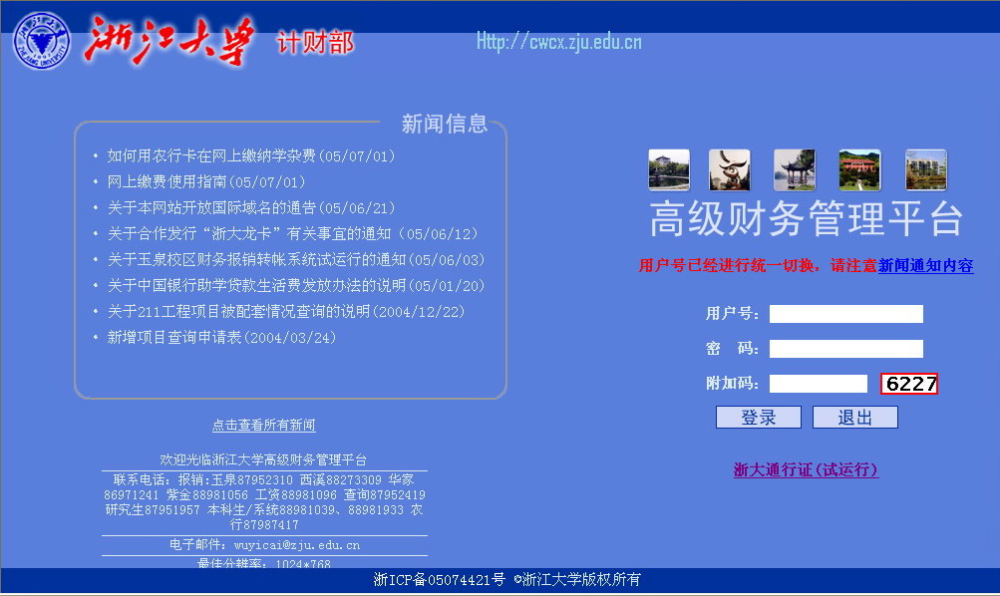 浙江大学 计财部
Http://cwcx.zju.edu.cn
新闻信息
• 如何用农行卡在网上缴纳学杂费(05/07/01)
• 网上缴费使用指南(05/07/01)
• 关于本网站开放国际域名的通告(05/06/21)
• 关于合作发行“浙大龙卡”有关事宜的通知 (05/06/12)
• 关于玉泉校区财务报销转帐系统试运行的通知(05/06/03)
• 关于中国银行助学贷款生活费发放办法的说明(05/01/20)
• 关于211工程项目被配套情况查询的说明(2004/12/22)
• 新增项目查询申请表(2004/03/24)
点击查看所有新闻
欢迎光临浙江大学高级财务管理平台
联系电话: 报销:玉泉87952310 西溪88273309 华家
86971241 紫金88981056 工资88981096 查询87952419
研究生87951957 本科生/系统88981039、88981933 农
行87987417
电子邮件: wuyicai@zju.edu.cn
最佳分辨率: 1024*768
高级财务管理平台
用户号已经进行统一切换，请注意新闻通知内容
用户号:
密 码:
附加码: 6227
登录 退出
浙大通行证(试运行)
浙ICP备05074421号 ©浙江大学版权所有